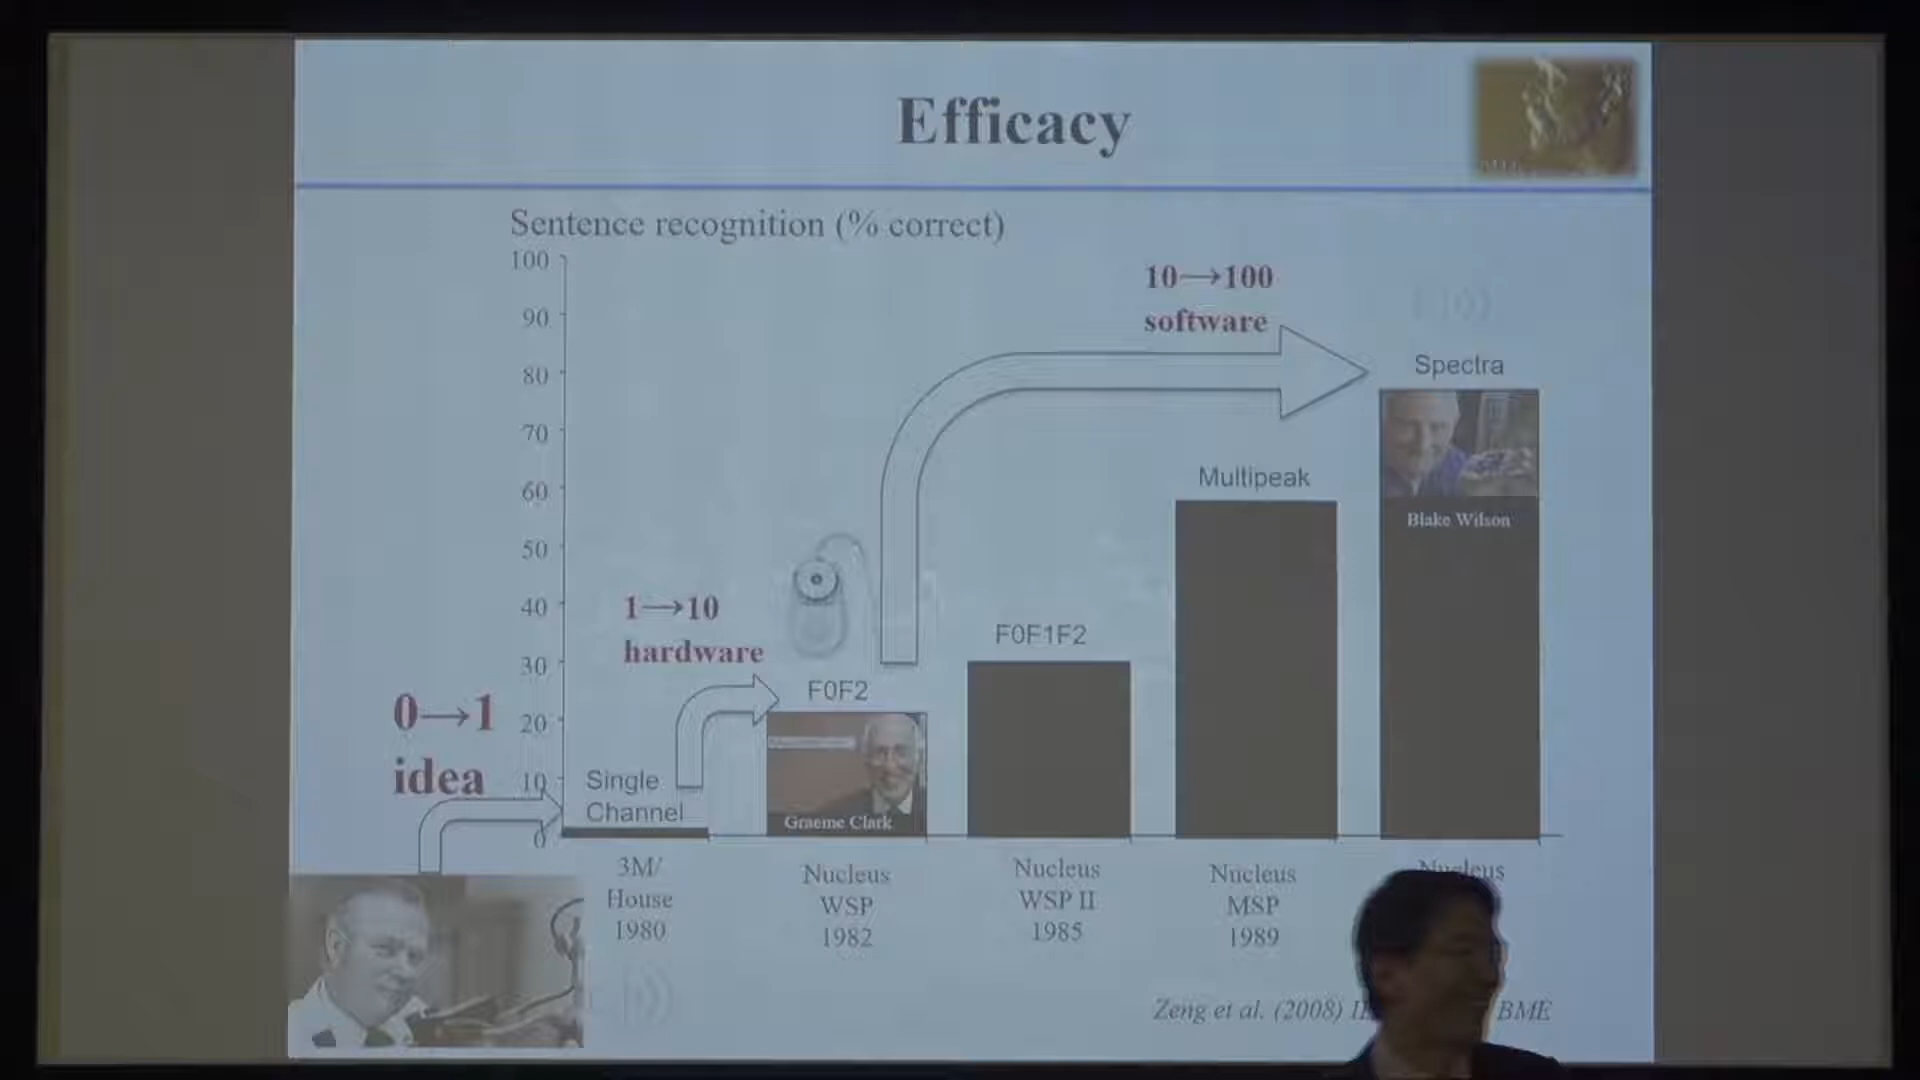 Efficacy
Sentence recognition (% correct)
100
90
80
70
60
50
40
30
20
10
0
0→1
idea
1→10
hardware
10→100
software
Single
Channel
F0F2
F0F1F2
Multipeak
Spectra
Graeme Clark
Blake Wilson
3M/
House
1980
Nucleus
WSP
1982
Nucleus
WSP II
1985
Nucleus
MSP
1989
Nucleus
Zeng et al. (2008) BME